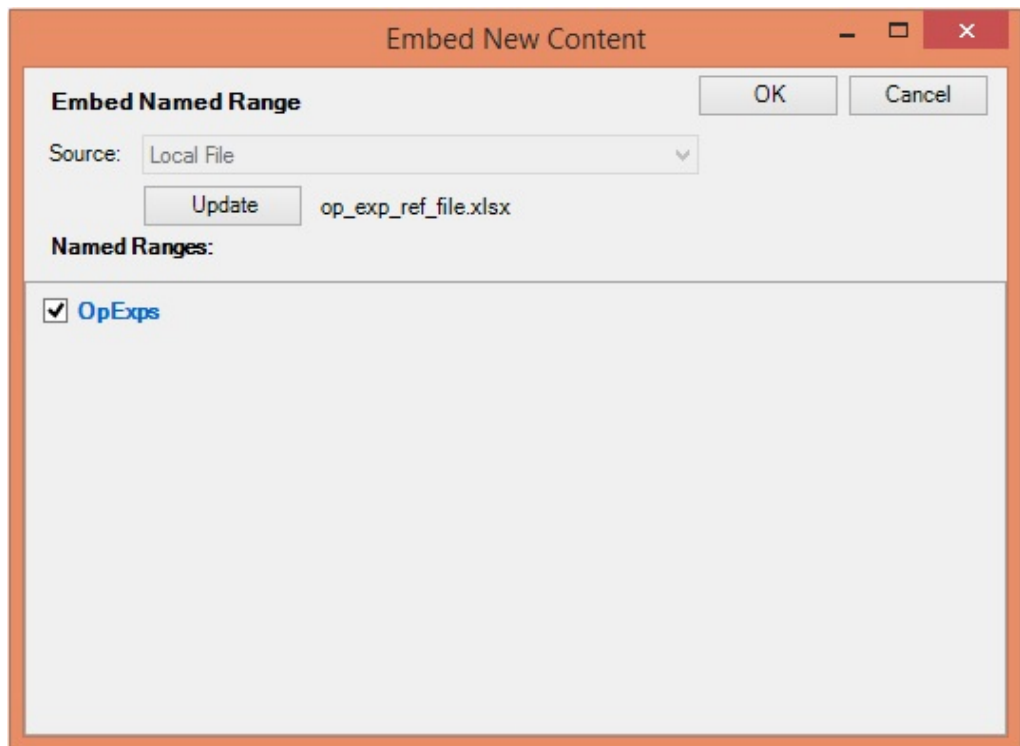 Embed New Content
Embed Named Range
OK
Cancel
Source:
Local File
Update
op_exp_ref_file.xlsx
Named Ranges:
OpExps